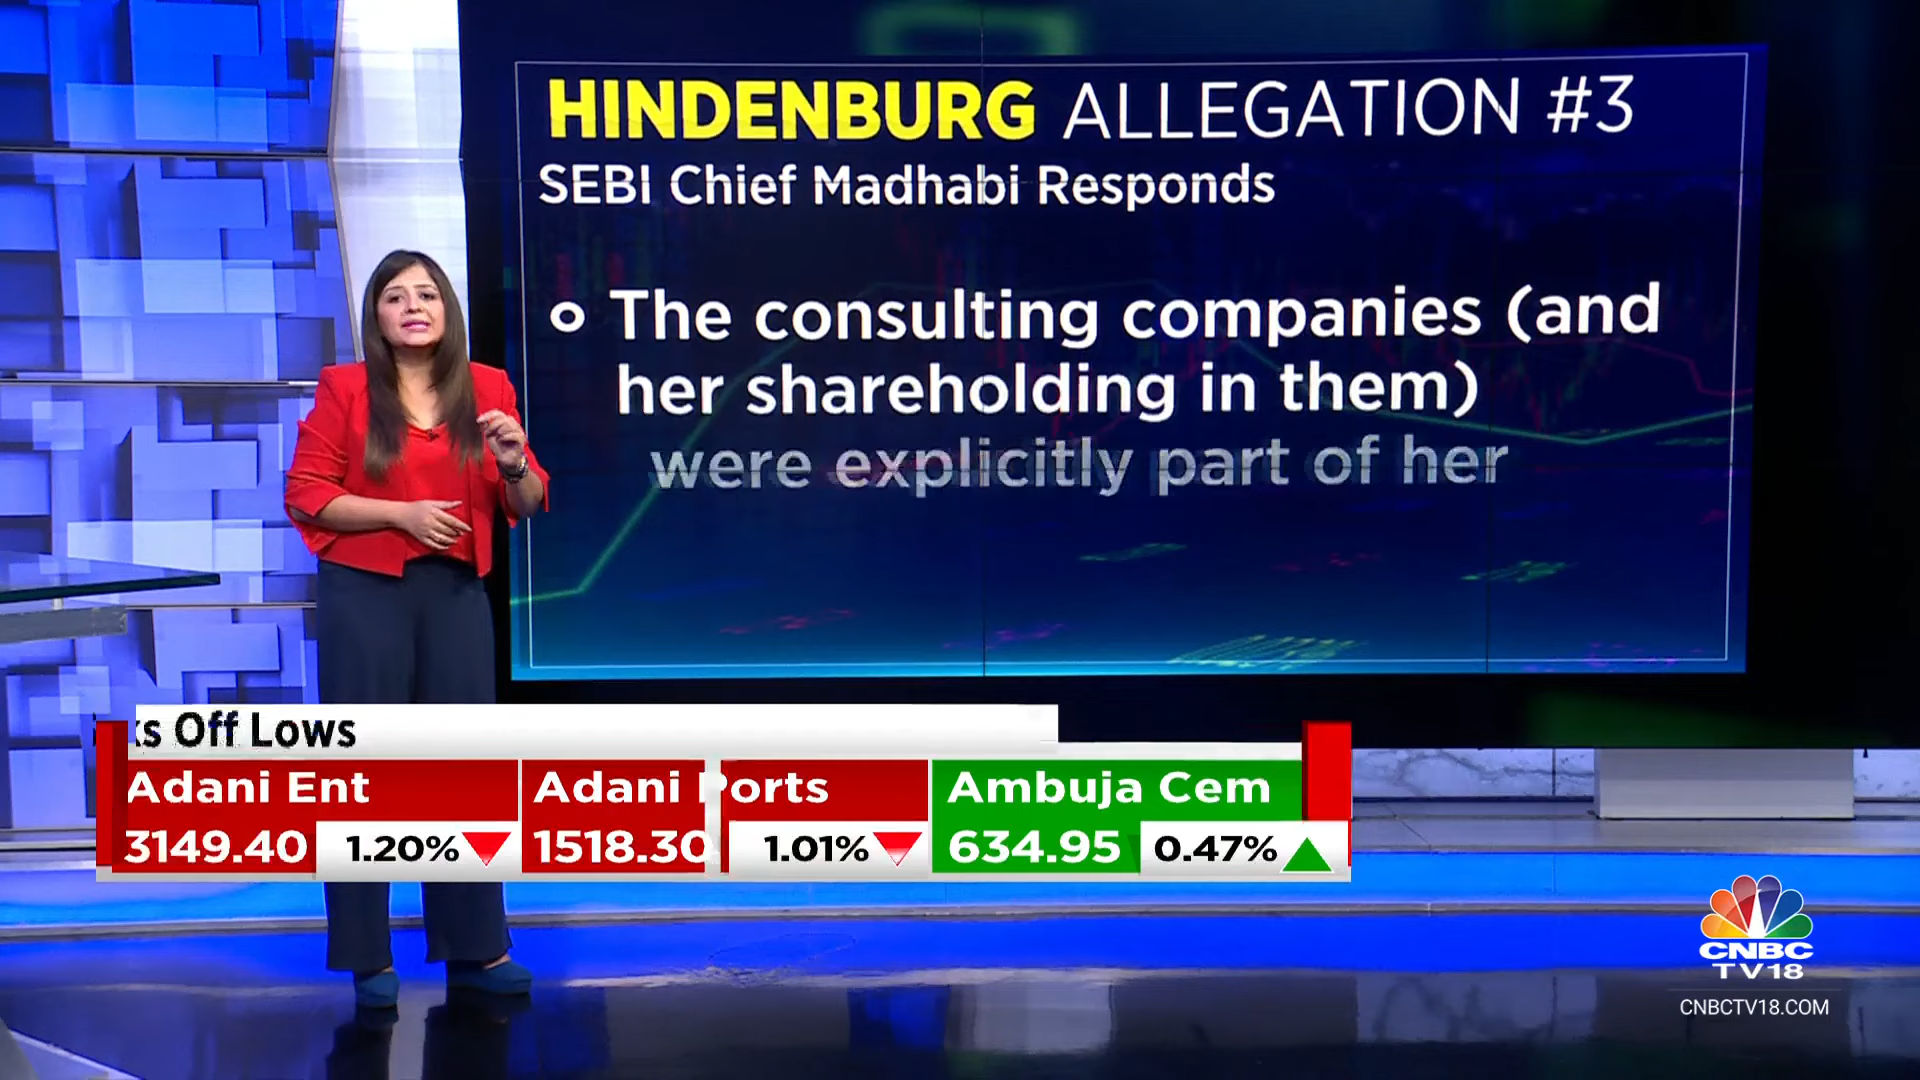 HINDENBURG ALLEGATION #3
SEBI Chief Madhabi Responds
The consulting companies (and
her shareholding in them)
were explicitly part of her
Off Lows
Adani Ent
3149.40 1.20%
Adani Ports
1518.30 1.01%
Ambuja Cem
634.95 0.47%
CNBC
TV18
CNBCTV18.COM